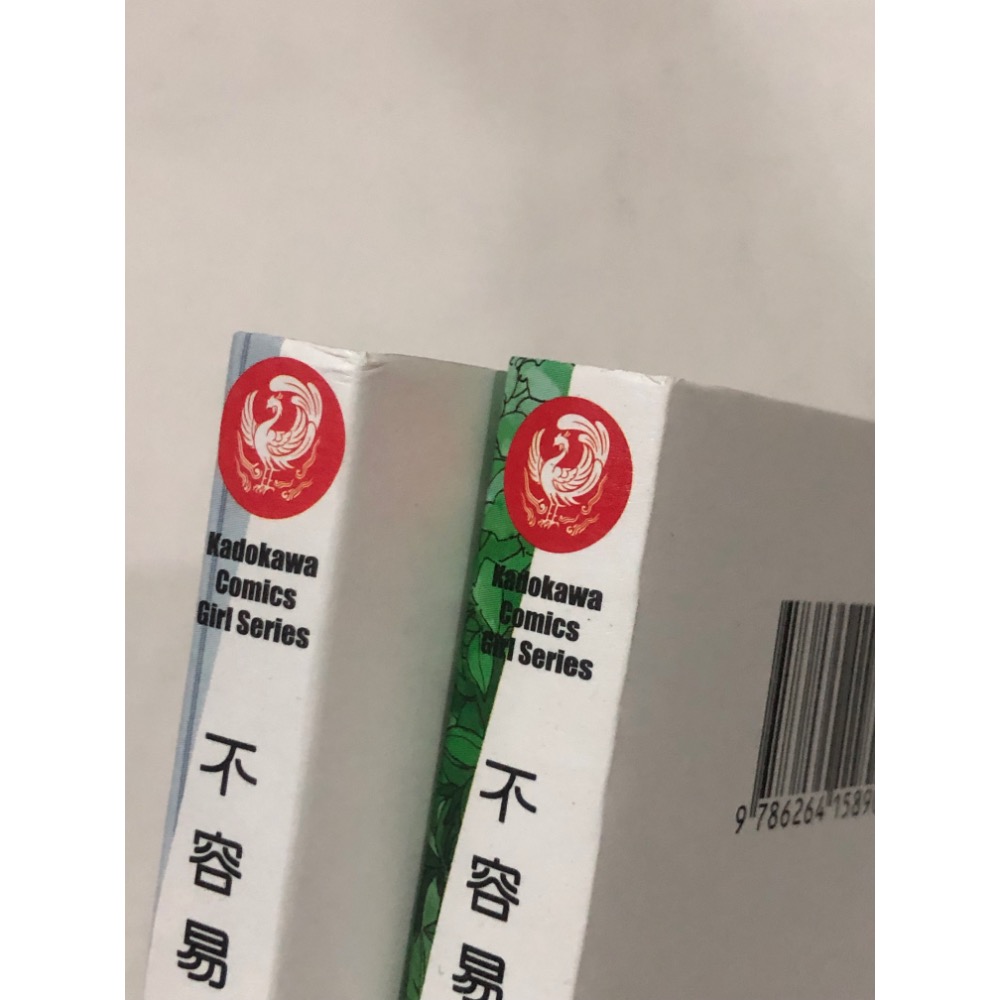 Kadokawa
Comics
Girl Series
不容易
Kadokawa
Comics
Girl Series
不容易
9 786264 1589